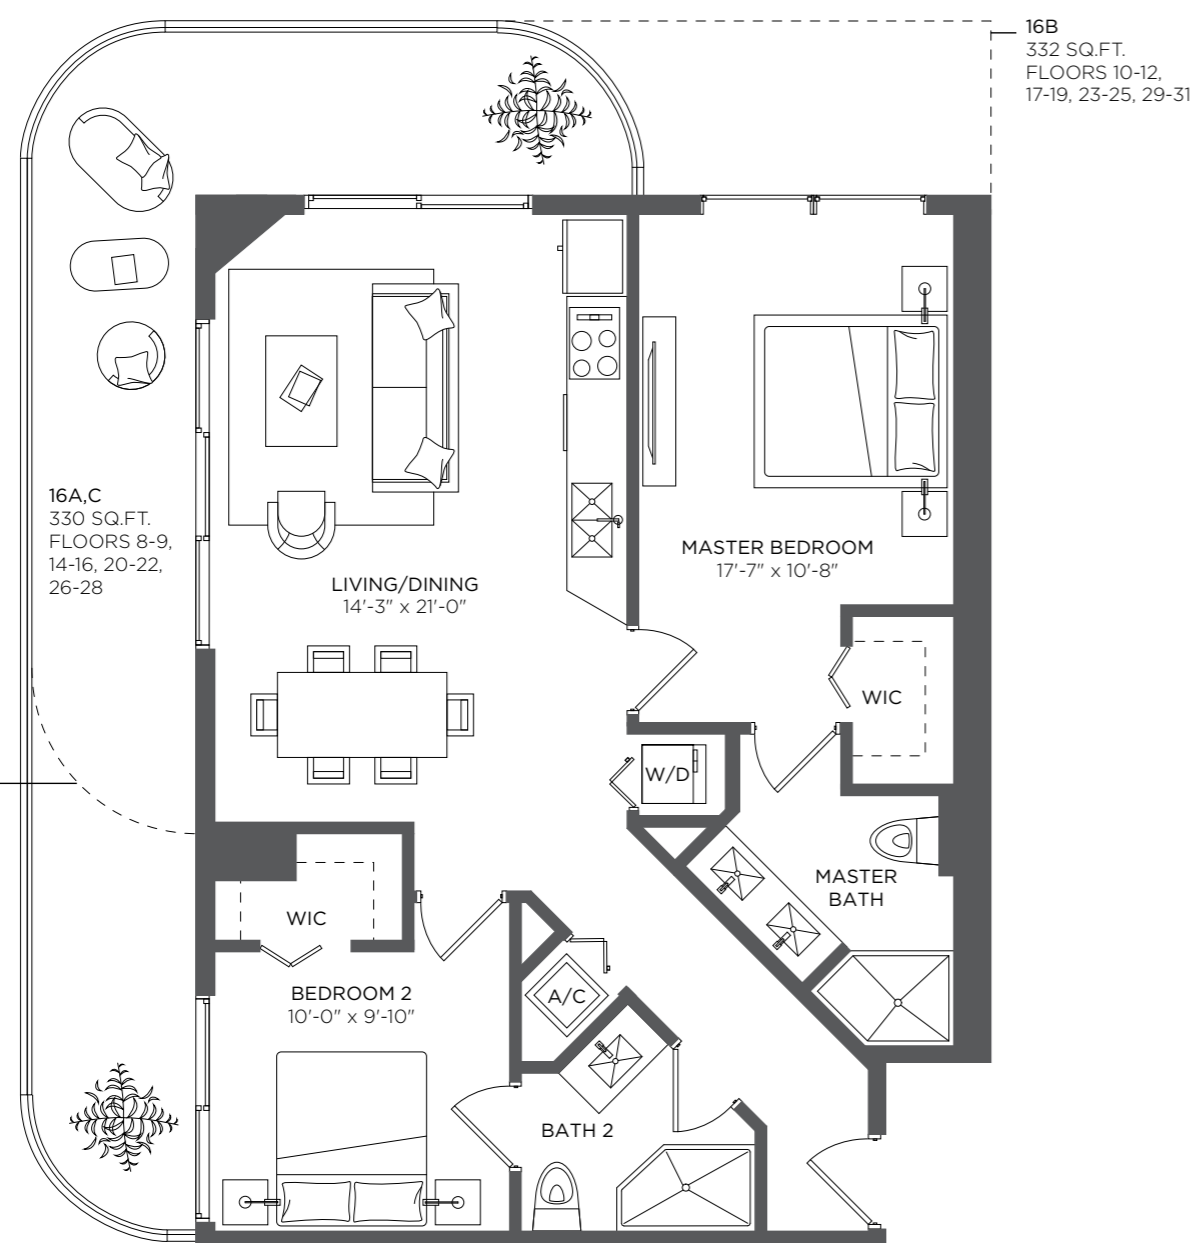 16B
332 SQ.FT.
FLOORS 10-12,
17-19, 23-25, 29-31
16A,C
330 SQ.FT.
FLOORS 8-9,
14-16, 20-22,
26-28
LIVING/DINING
14'-3" x 21'-0"
MASTER BEDROOM
17'-7" x 10'-8"
WIC
W/D
MASTER
BATH
WIC
BEDROOM 2
10'-0" x 9'-10"
A/C
BATH 2